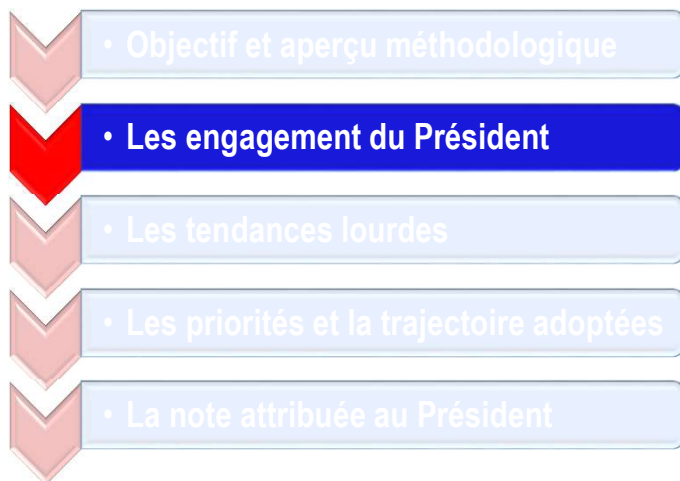 • Objectif et aperçu méthodologique
• Les engagement du Président
• Les tendances lourdes
• Les priorités et la trajectoire adoptées
• La note attribuée au Président